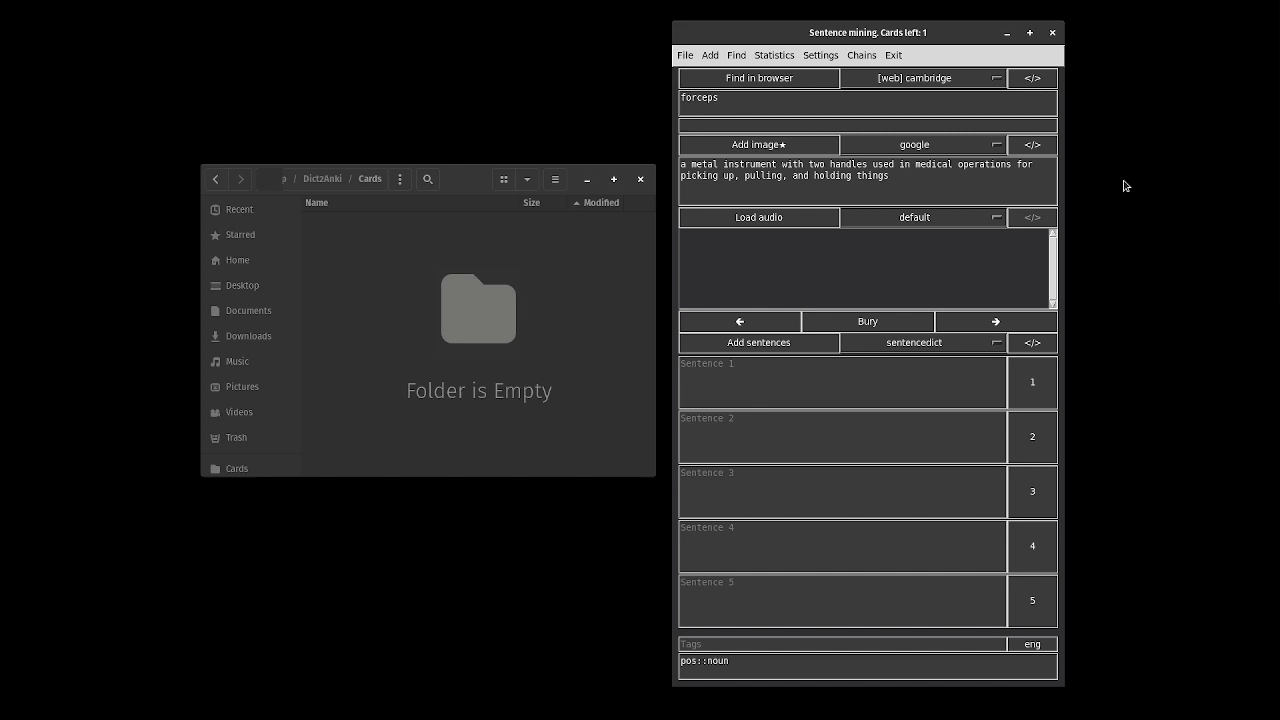 Sentence mining. Cards left: 1
File Add Find Statistics Settings Chains Exit
Find in browser [web] cambridge </>
forceps
Add image★ google </>
a metal instrument with two handles used in medical operations for
picking up, pulling, and holding things
Load audio default </>
← Bury →
Add sentences sentencedict </>
Sentence 1 1
Sentence 2 2
Sentence 3 3
Sentence 4 4
Sentence 5 5
Tags eng
pos::noun
p / DictzAnki / Cards
Name Size Modified
Recent
Starred
Home
Desktop
Documents
Downloads
Music
Pictures
Videos
Trash
Cards
Folder is Empty